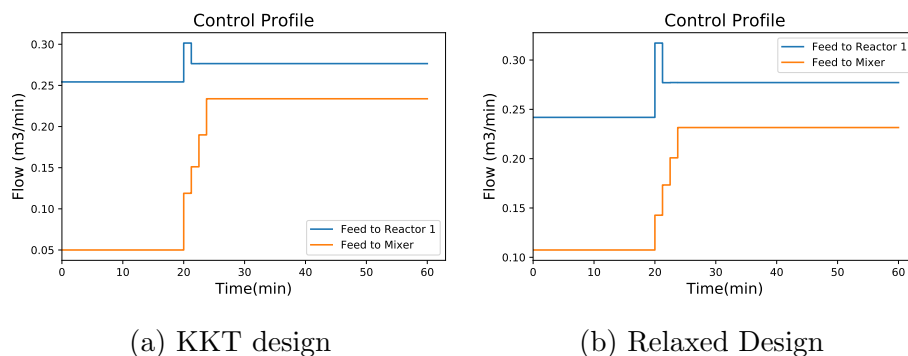 Control Profile
0.30
0.25
0.20
0.15
0.10
0.05
Flow (m3/min)
Feed to Reactor 1
Feed to Mixer
0 10 20 30 40 50 60
Time(min)
(a) KKT design
Control Profile
0.30
0.25
0.20
0.15
0.10
Flow (m3/min)
Feed to Reactor 1
Feed to Mixer
0 10 20 30 40 50 60
Time(min)
(b) Relaxed Design